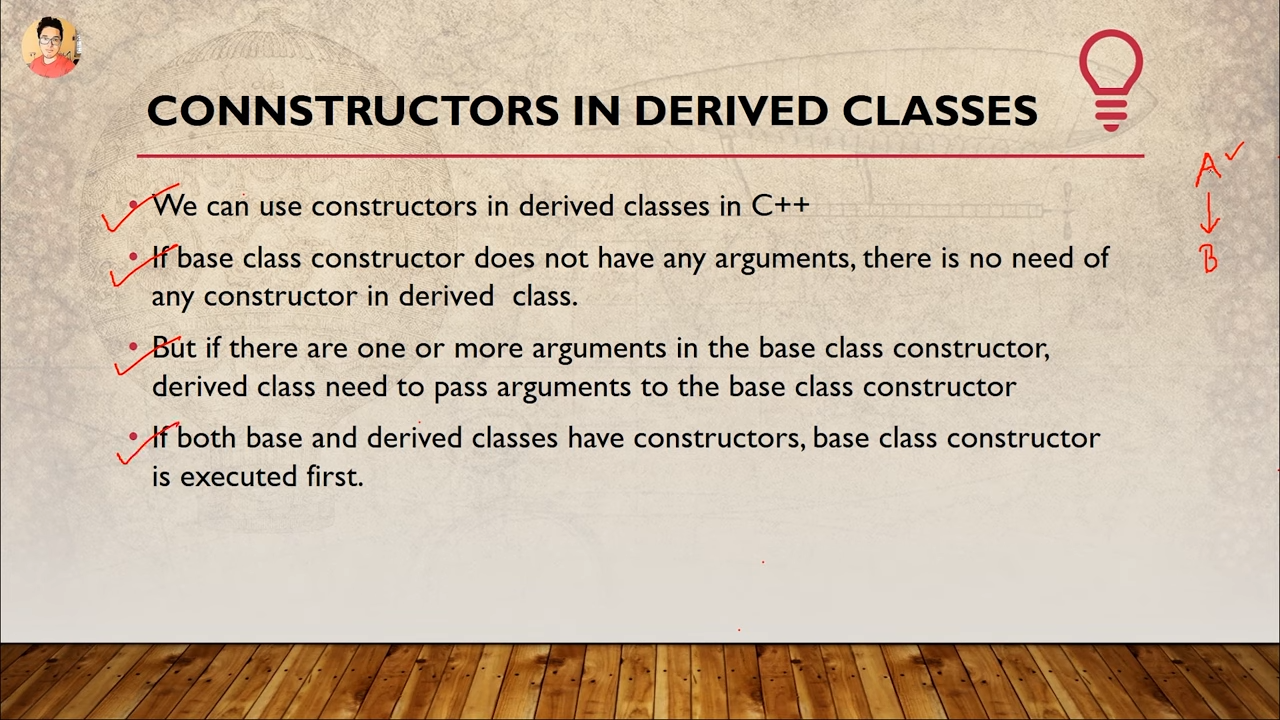 CONNSTRUCTORS IN DERIVED CLASSES
• We can use constructors in derived classes in C++
• If base class constructor does not have any arguments, there is no need of
any constructor in derived class.
• But if there are one or more arguments in the base class constructor,
derived class need to pass arguments to the base class constructor
• If both base and derived classes have constructors, base class constructor
is executed first.
A
B